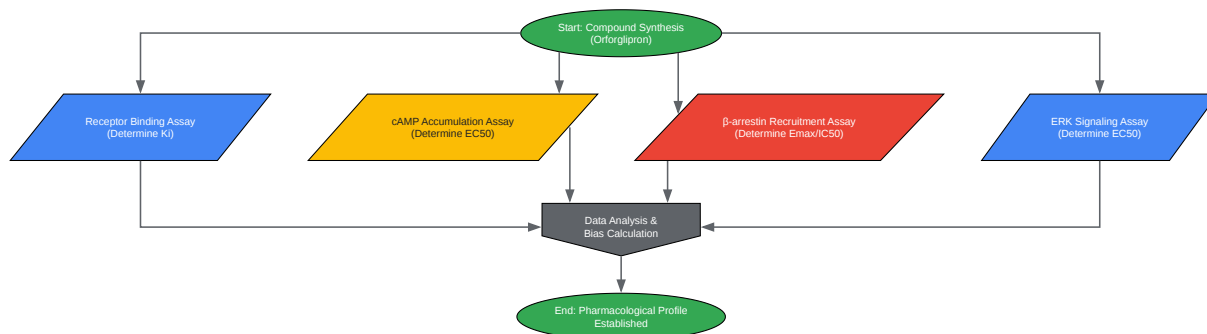 Start: Compound Synthesis
(Orforglipron)
Receptor Binding Assay
(Determine Ki)
cAMP Accumulation Assay
(Determine EC50)
β-arrestin Recruitment Assay
(Determine Emax/IC50)
ERK Signaling Assay
(Determine EC50)
Data Analysis &
Bias Calculation
End: Pharmacological Profile
Established